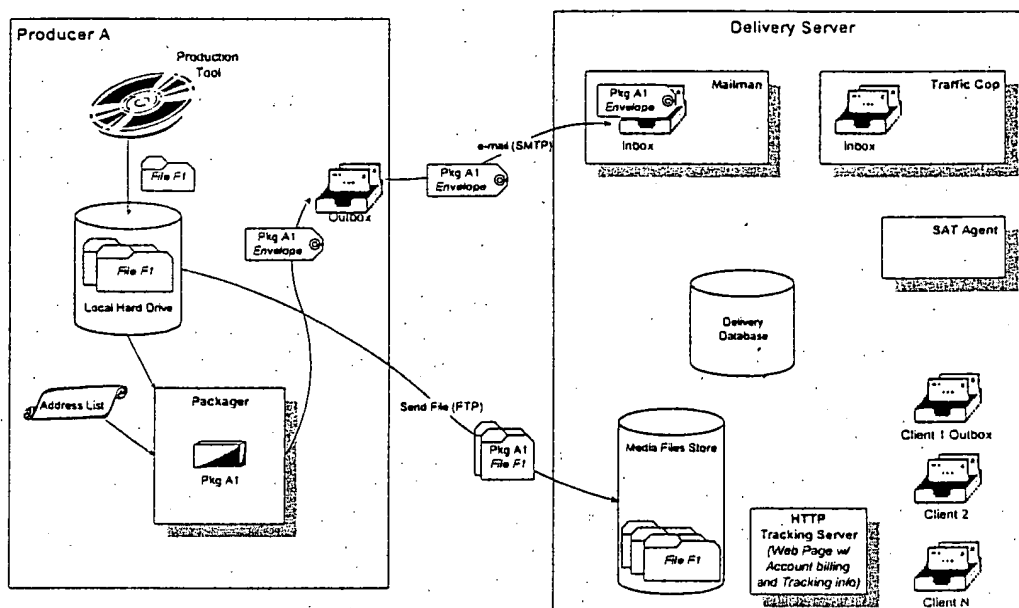 Producer A
Production
Tool
File F1
File F1
Local Hard Drive
Address List
Packager
Pkg A1
Outbox
Pkg A1
Envelope
e-mail (SMTP)
Pkg A1
Envelope
Send File (FTP)
Pkg A1
File F1
Delivery Server
Mailman
Pkg A1
Envelope
Inbox
Traffic Cop
Inbox
SAT Agent
Delivery
Database
Media Files Store
File F1
HTTP
Tracking Server
(Web Page w/
Account billing
and Tracking info)
Client 1 Outbox
Client 2
Client N